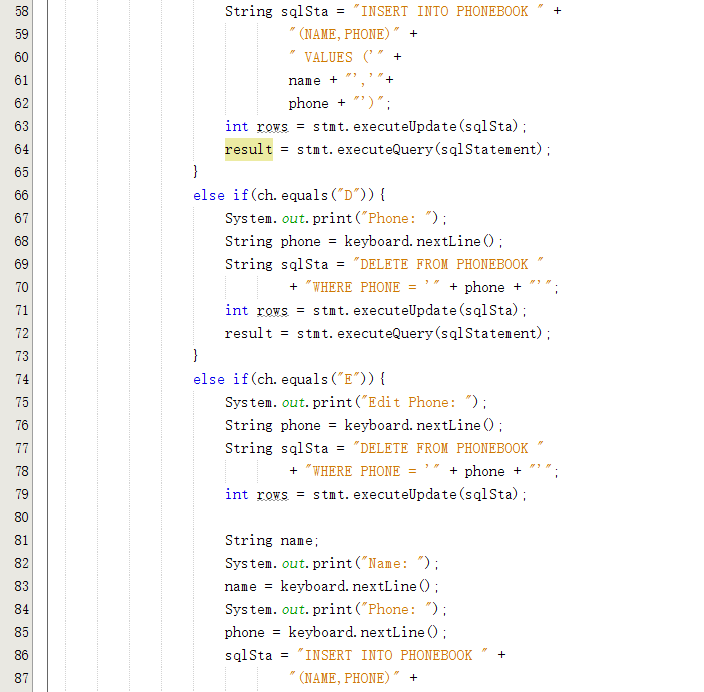 58 String sqlSta = "INSERT INTO PHONEBOOK " +
59 "(NAME,PHONE)" +
60 " VALUES ('" +
61 name + "','"+
62 phone + "')";
63 int rows = stmt.executeUpdate(sqlSta);
64 result = stmt.executeQuery(sqlStatement);
65 }
66 else if(ch.equals("D")){
67 System.out.print("Phone: ");
68 String phone = keyboard.nextLine();
69 String sqlSta = "DELETE FROM PHONEBOOK "
70 + "WHERE PHONE = '" + phone + "'";
71 int rows = stmt.executeUpdate(sqlSta);
72 result = stmt.executeQuery(sqlStatement);
73 }
74 else if(ch.equals("E")){
75 System.out.print("Edit Phone: ");
76 String phone = keyboard.nextLine();
77 String sqlSta = "DELETE FROM PHONEBOOK "
78 + "WHERE PHONE = '" + phone + "'";
79 int rows = stmt.executeUpdate(sqlSta);
80
81 String name;
82 System.out.print("Name: ");
83 name = keyboard.nextLine();
84 System.out.print("Phone: ");
85 phone = keyboard.nextLine();
86 sqlSta = "INSERT INTO PHONEBOOK " +
87 "(NAME,PHONE)" +